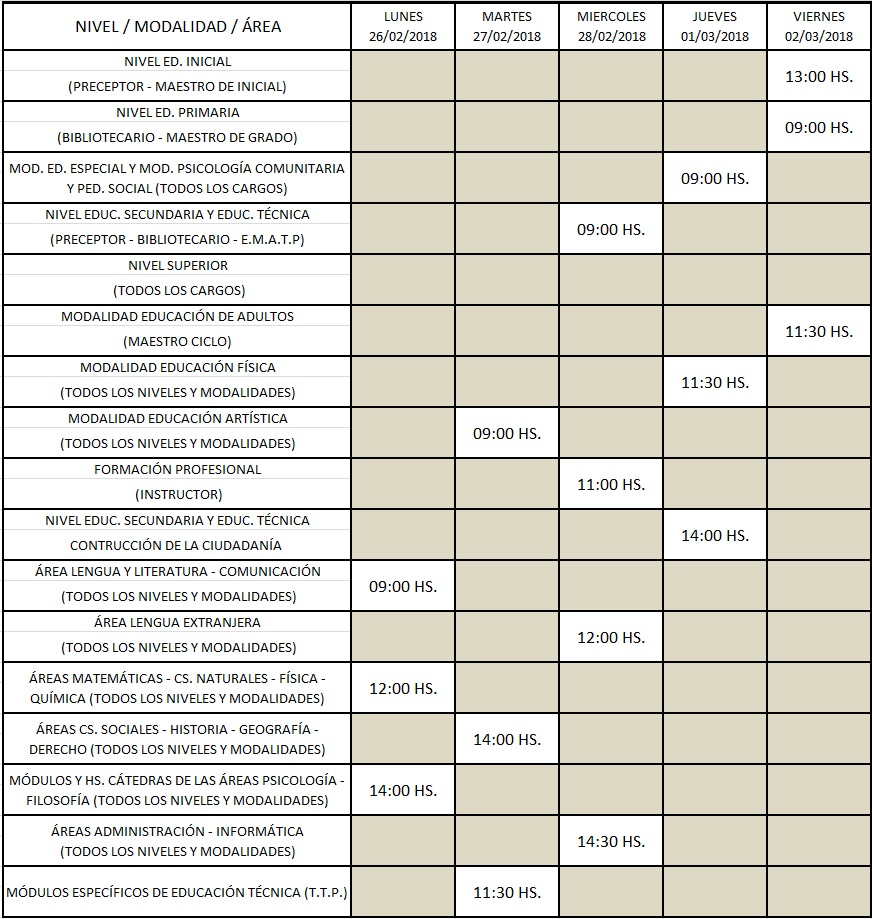 NIVEL / MODALIDAD / ÁREA
LUNES
26/02/2018
MARTES
27/02/2018
MIERCOLES
28/02/2018
JUEVES
01/03/2018
VIERNES
02/03/2018
NIVEL ED. INICIAL
(PRECEPTOR - MAESTRO DE INICIAL)
13:00 HS.
NIVEL ED. PRIMARIA
(BIBLIOTECARIO - MAESTRO DE GRADO)
09:00 HS.
MOD. ED. ESPECIAL Y MOD. PSICOLOGÍA COMUNITARIA
Y PED. SOCIAL (TODOS LOS CARGOS)
09:00 HS.
NIVEL EDUC. SECUNDARIA Y EDUC. TÉCNICA
(PRECEPTOR - BIBLIOTECARIO - E.M.A.T.P)
09:00 HS.
NIVEL SUPERIOR
(TODOS LOS CARGOS)
MODALIDAD EDUCACIÓN DE ADULTOS
(MAESTRO CICLO)
11:30 HS.
MODALIDAD EDUCACIÓN FÍSICA
(TODOS LOS NIVELES Y MODALIDADES)
11:30 HS.
MODALIDAD EDUCACIÓN ARTÍSTICA
(TODOS LOS NIVELES Y MODALIDADES)
09:00 HS.
FORMACIÓN PROFESIONAL
(INSTRUCTOR)
11:00 HS.
NIVEL EDUC. SECUNDARIA Y EDUC. TÉCNICA
CONTRUCCIÓN DE LA CIUDADANÍA
14:00 HS.
ÁREA LENGUA Y LITERATURA - COMUNICACIÓN
(TODOS LOS NIVELES Y MODALIDADES)
09:00 HS.
ÁREA LENGUA EXTRANJERA
(TODOS LOS NIVELES Y MODALIDADES)
12:00 HS.
ÁREAS MATEMÁTICAS - CS. NATURALES - FÍSICA -
QUÍMICA (TODOS LOS NIVELES Y MODALIDADES)
12:00 HS.
ÁREAS CS. SOCIALES - HISTORIA - GEOGRAFÍA -
DERECHO (TODOS LOS NIVELES Y MODALIDADES)
14:00 HS.
MÓDULOS Y HS. CÁTEDRAS DE LAS ÁREAS PSICOLOGÍA -
FILOSOFÍA (TODOS LOS NIVELES Y MODALIDADES)
14:00 HS.
ÁREAS ADMINISTRACIÓN - INFORMÁTICA
(TODOS LOS NIVELES Y MODALIDADES)
14:30 HS.
MÓDULOS ESPECÍFICOS DE EDUCACIÓN TÉCNICA (T.T.P.)
11:30 HS.